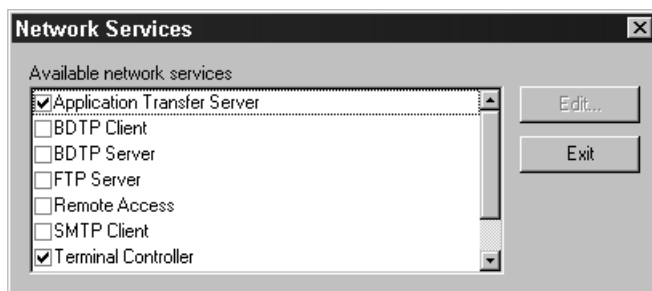 Network Services
Available network services
Application Transfer Server
BDTP Client
BDTP Server
FTP Server
Remote Access
SMTP Client
Terminal Controller
Edit...
Exit